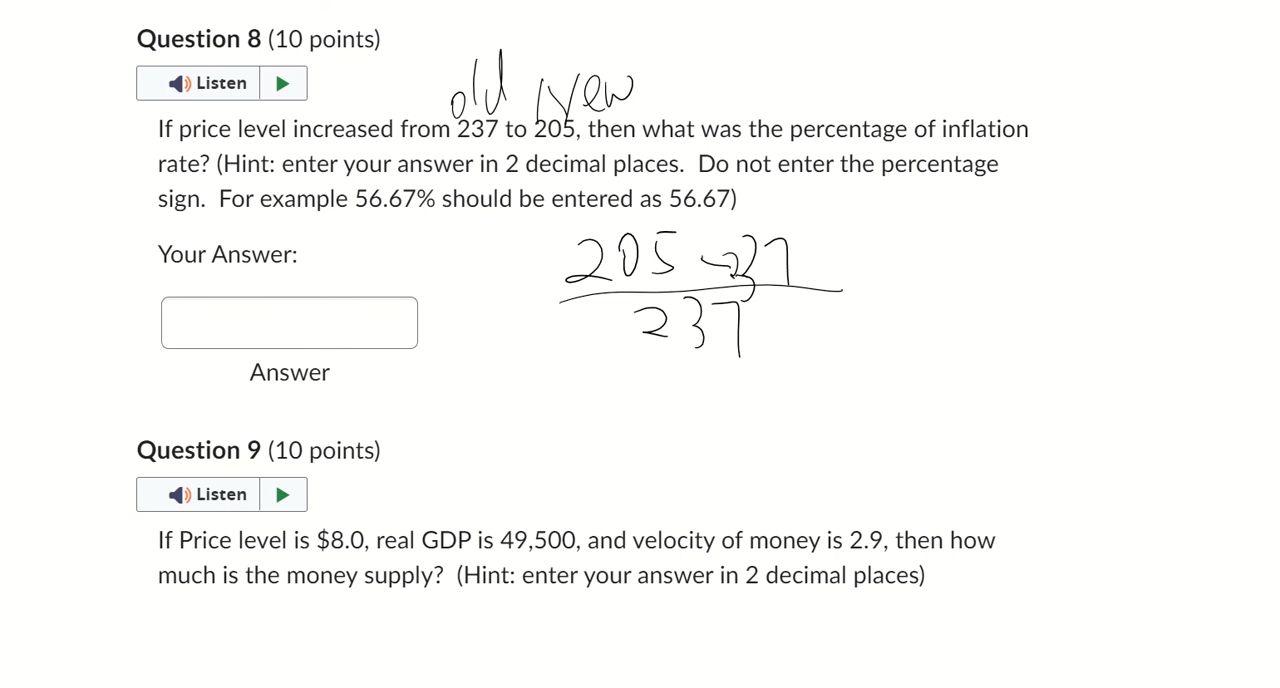 Question 8 (10 points)
Listen
old New
If price level increased from 237 to 205, then what was the percentage of inflation
rate? (Hint: enter your answer in 2 decimal places. Do not enter the percentage
sign. For example 56.67% should be entered as 56.67)
Your Answer:
205 - 237
237
Answer
Question 9 (10 points)
Listen
If Price level is $8.0, real GDP is 49,500, and velocity of money is 2.9, then how
much is the money supply? (Hint: enter your answer in 2 decimal places)